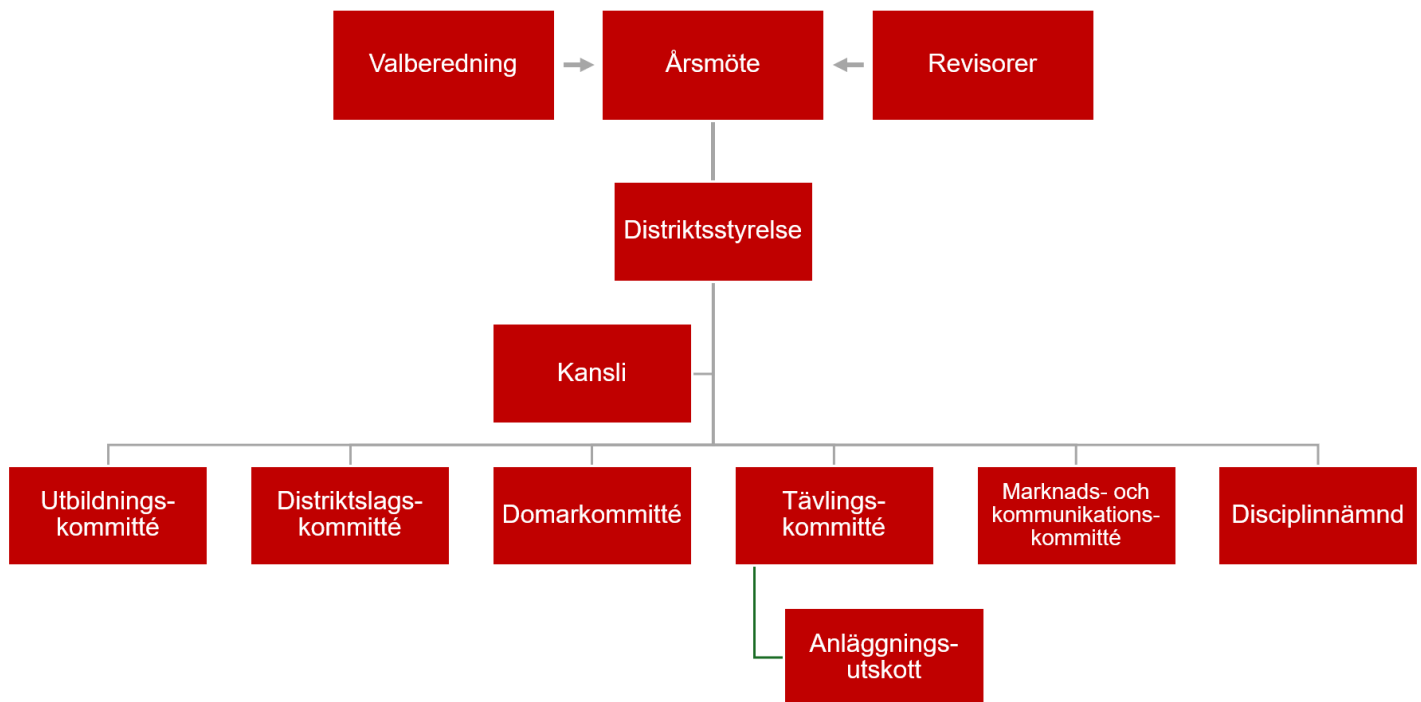 Valberedning
Årsmöte
Revisorer
Distriktsstyrelse
Kansli
Utbildnings-
kommitté
Distriktslags-
kommitté
Domarkommitté
Tävlings-
kommitté
Marknads- och
kommunikations-
kommitté
Disciplinnämnd
Anläggnings-
utskott